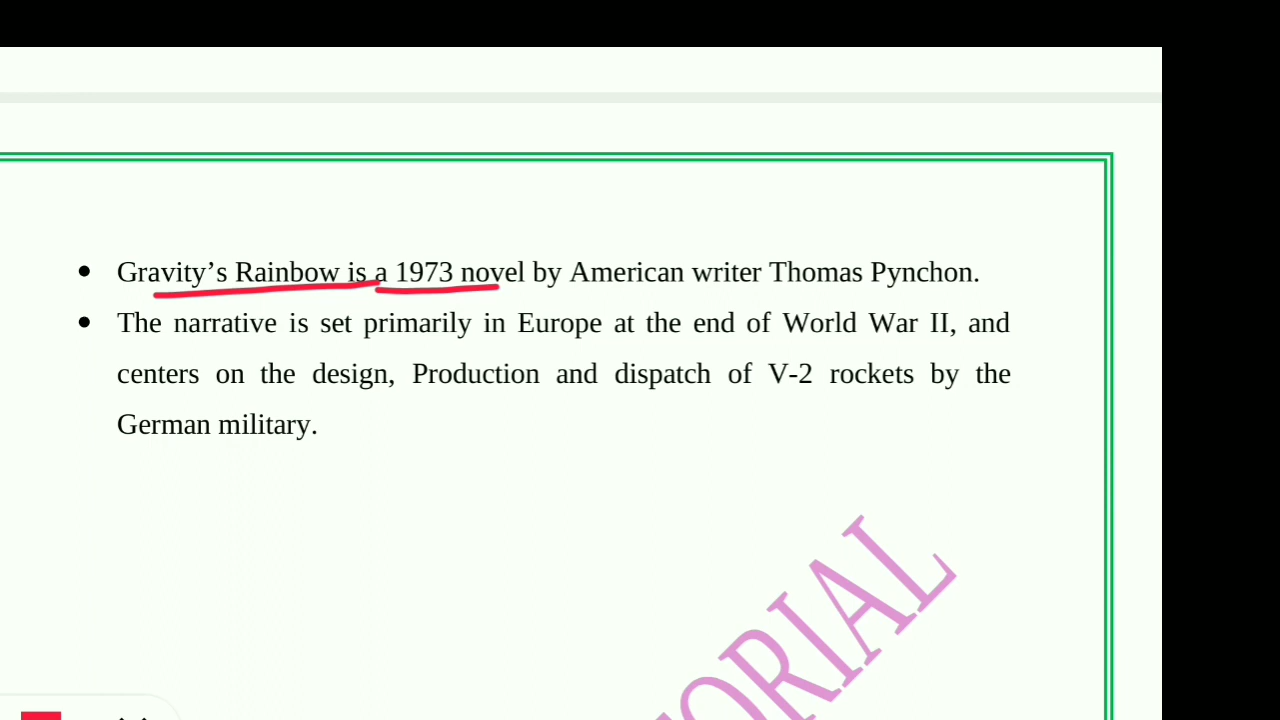 Gravity’s Rainbow is a 1973 novel by American writer Thomas Pynchon.
The narrative is set primarily in Europe at the end of World War II, and
centers on the design, Production and dispatch of V-2 rockets by the
German military.